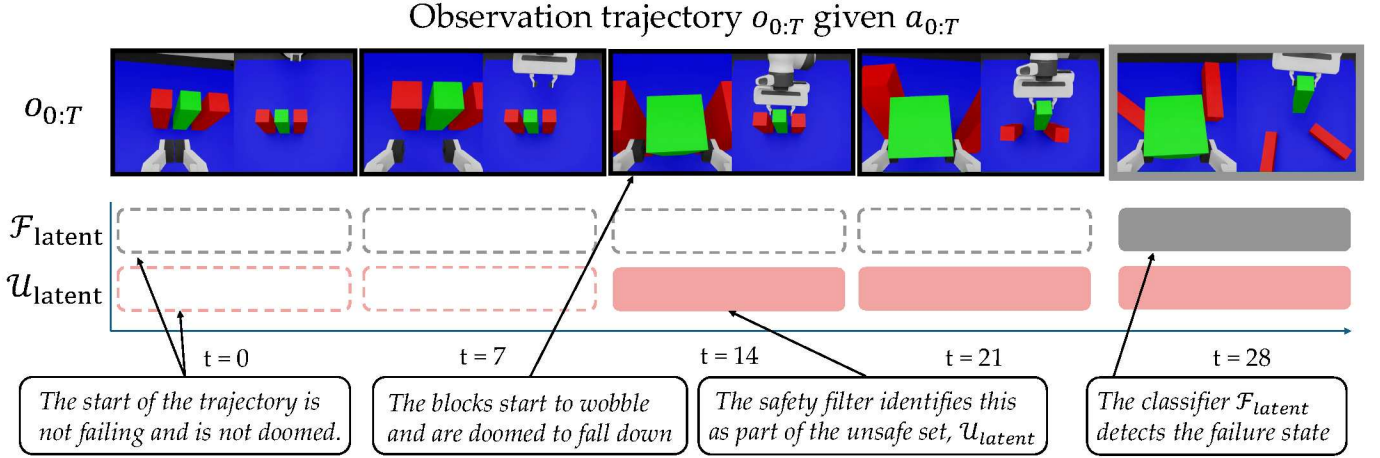 Observation trajectory o₀:T given a₀:T
o₀:T
ℱlatent
𝒰latent
t = 0 t = 7 t = 14 t = 21 t = 28
The start of the trajectory is
not failing and is not doomed.
The blocks start to wobble
and are doomed to fall down
The safety filter identifies this
as part of the unsafe set, 𝒰latent
The classifier ℱlatent
detects the failure state